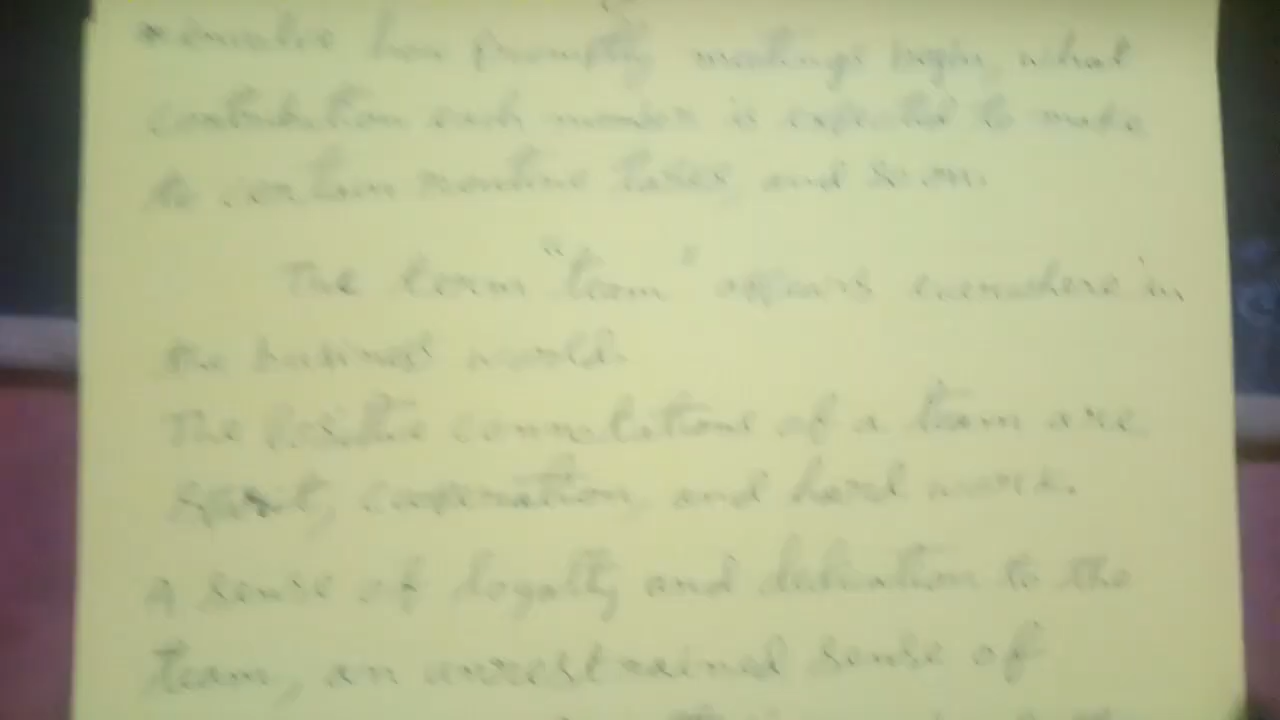 how promptly meetings begin, what
contribution each member is expected to make
to certain routine tasks, and so on.
The term "team" appears everywhere in
the business world.
The positive connotations of a team are
spirit, cooperation, and hard work.
A sense of loyalty and dedication to the
team, an unrestrained sense of